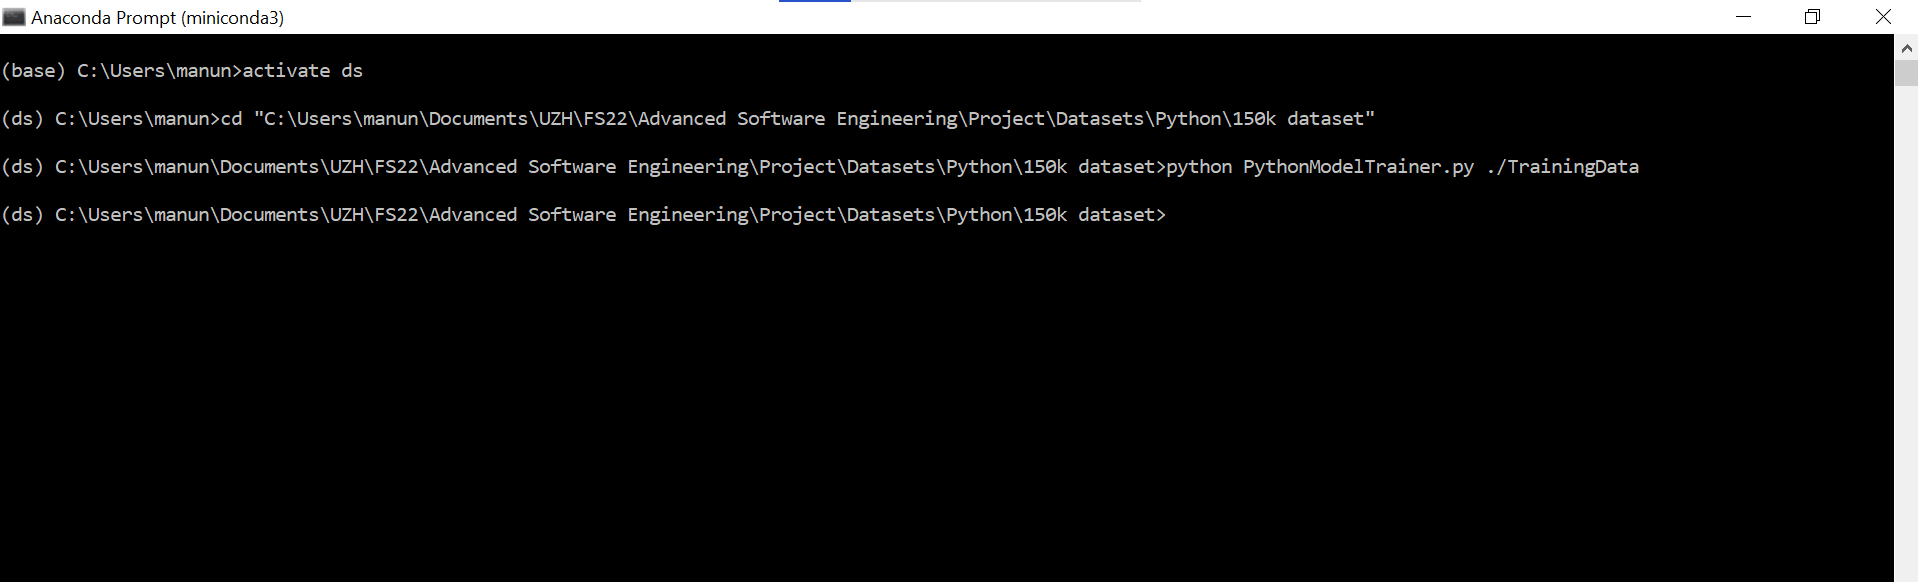 Anaconda Prompt (miniconda3)
(base) C:\Users\manun>activate ds
(ds) C:\Users\manun>cd "C:\Users\manun\Documents\UZH\FS22\Advanced Software Engineering\Project\Datasets\Python\150k dataset"
(ds) C:\Users\manun\Documents\UZH\FS22\Advanced Software Engineering\Project\Datasets\Python\150k dataset>python PythonModelTrainer.py ./TrainingData
(ds) C:\Users\manun\Documents\UZH\FS22\Advanced Software Engineering\Project\Datasets\Python\150k dataset>